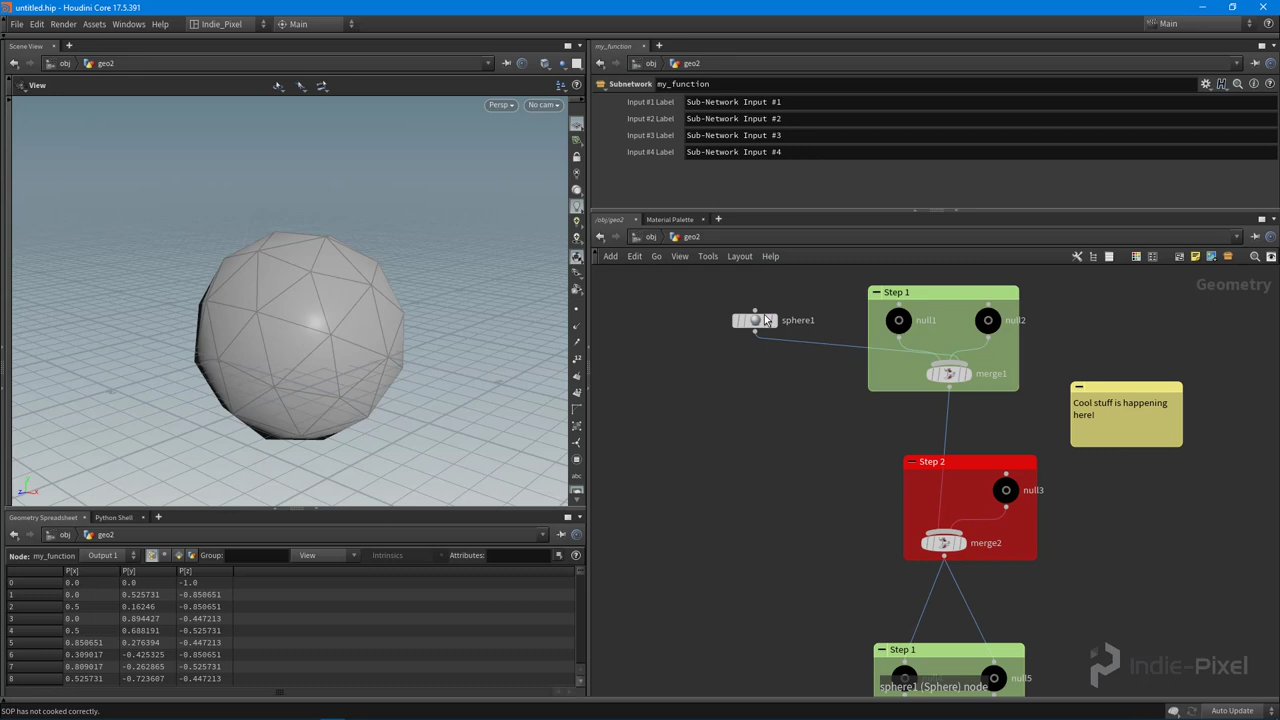 untitled.hip - Houdini Core 17.5.391
File Edit Render Assets Windows Help Indie_Pixel Main Main
Scene View
obj geo2
View
Persp No cam
my_function
obj geo2
Subnetwork my_function
Input #1 Label Sub-Network Input #1
Input #2 Label Sub-Network Input #2
Input #3 Label Sub-Network Input #3
Input #4 Label Sub-Network Input #4
/obj/geo2 Material Palette
obj geo2
Add Edit Go View Tools Layout Help
Geometry
Step 1
sphere1
null1
null2
merge1
Cool stuff is happening
here!
Step 2
null3
merge2
Step 1
null5
sphere1 (Sphere) node
Indie-Pixel
Geometry Spreadsheet Python Shell
obj geo2
Node: my_function Output 1 Group: View Intrinsics Attributes:
P[x] P[y] P[z]
0 0.0 0.0 -1.0
1 0.0 0.525731 -0.850651
2 0.5 0.16246 -0.850651
3 0.0 0.894427 -0.447213
4 0.5 0.688191 -0.525731
5 0.850651 0.276394 -0.447213
6 0.309017 -0.425325 -0.850651
7 0.809017 -0.262865 -0.525731
8 0.525731 -0.723607 -0.447213
SOP has not cooked correctly.
Auto Update